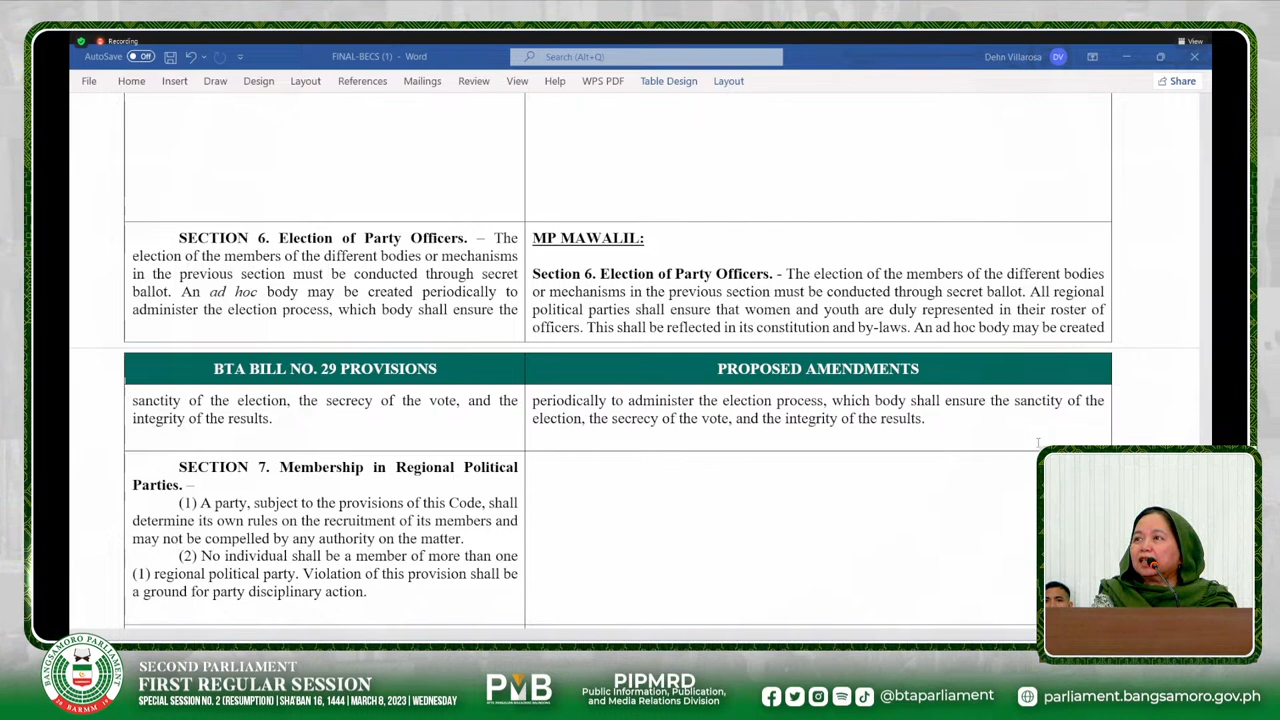 Recording
View
AutoSave Off
FINAL-BECS (1) - Word
Search (Alt+Q)
Dehn Villarosa
DV
File Home Insert Draw Design Layout References Mailings Review View Help WPS PDF Table Design Layout
Share
SECTION 6. Election of Party Officers. – The
election of the members of the different bodies or mechanisms
in the previous section must be conducted through secret
ballot. An ad hoc body may be created periodically to
administer the election process, which body shall ensure the
MP MAWALIL:
Section 6. Election of Party Officers. - The election of the members of the different bodies
or mechanisms in the previous section must be conducted through secret ballot. All regional
political parties shall ensure that women and youth are duly represented in their roster of
officers. This shall be reflected in its constitution and by-laws. An ad hoc body may be created
BTA BILL NO. 29 PROVISIONS
PROPOSED AMENDMENTS
sanctity of the election, the secrecy of the vote, and the
integrity of the results.
periodically to administer the election process, which body shall ensure the sanctity of the
election, the secrecy of the vote, and the integrity of the results.
SECTION 7. Membership in Regional Political
Parties. –
(1) A party, subject to the provisions of this Code, shall
determine its own rules on the recruitment of its members and
may not be compelled by any authority on the matter.
(2) No individual shall be a member of more than one
(1) regional political party. Violation of this provision shall be
a ground for party disciplinary action.
BANGSAMORO PARLIAMENT
BARMM
SECOND PARLIAMENT
FIRST REGULAR SESSION
SPECIAL SESSION NO. 2 (RESUMPTION) | SHA'BAN 16, 1444 | MARCH 8, 2023 | WEDNESDAY
PMB
PIPMRD
Public Information, Publication,
and Media Relations Division
@btaparliament
parliament.bangsamoro.gov.ph